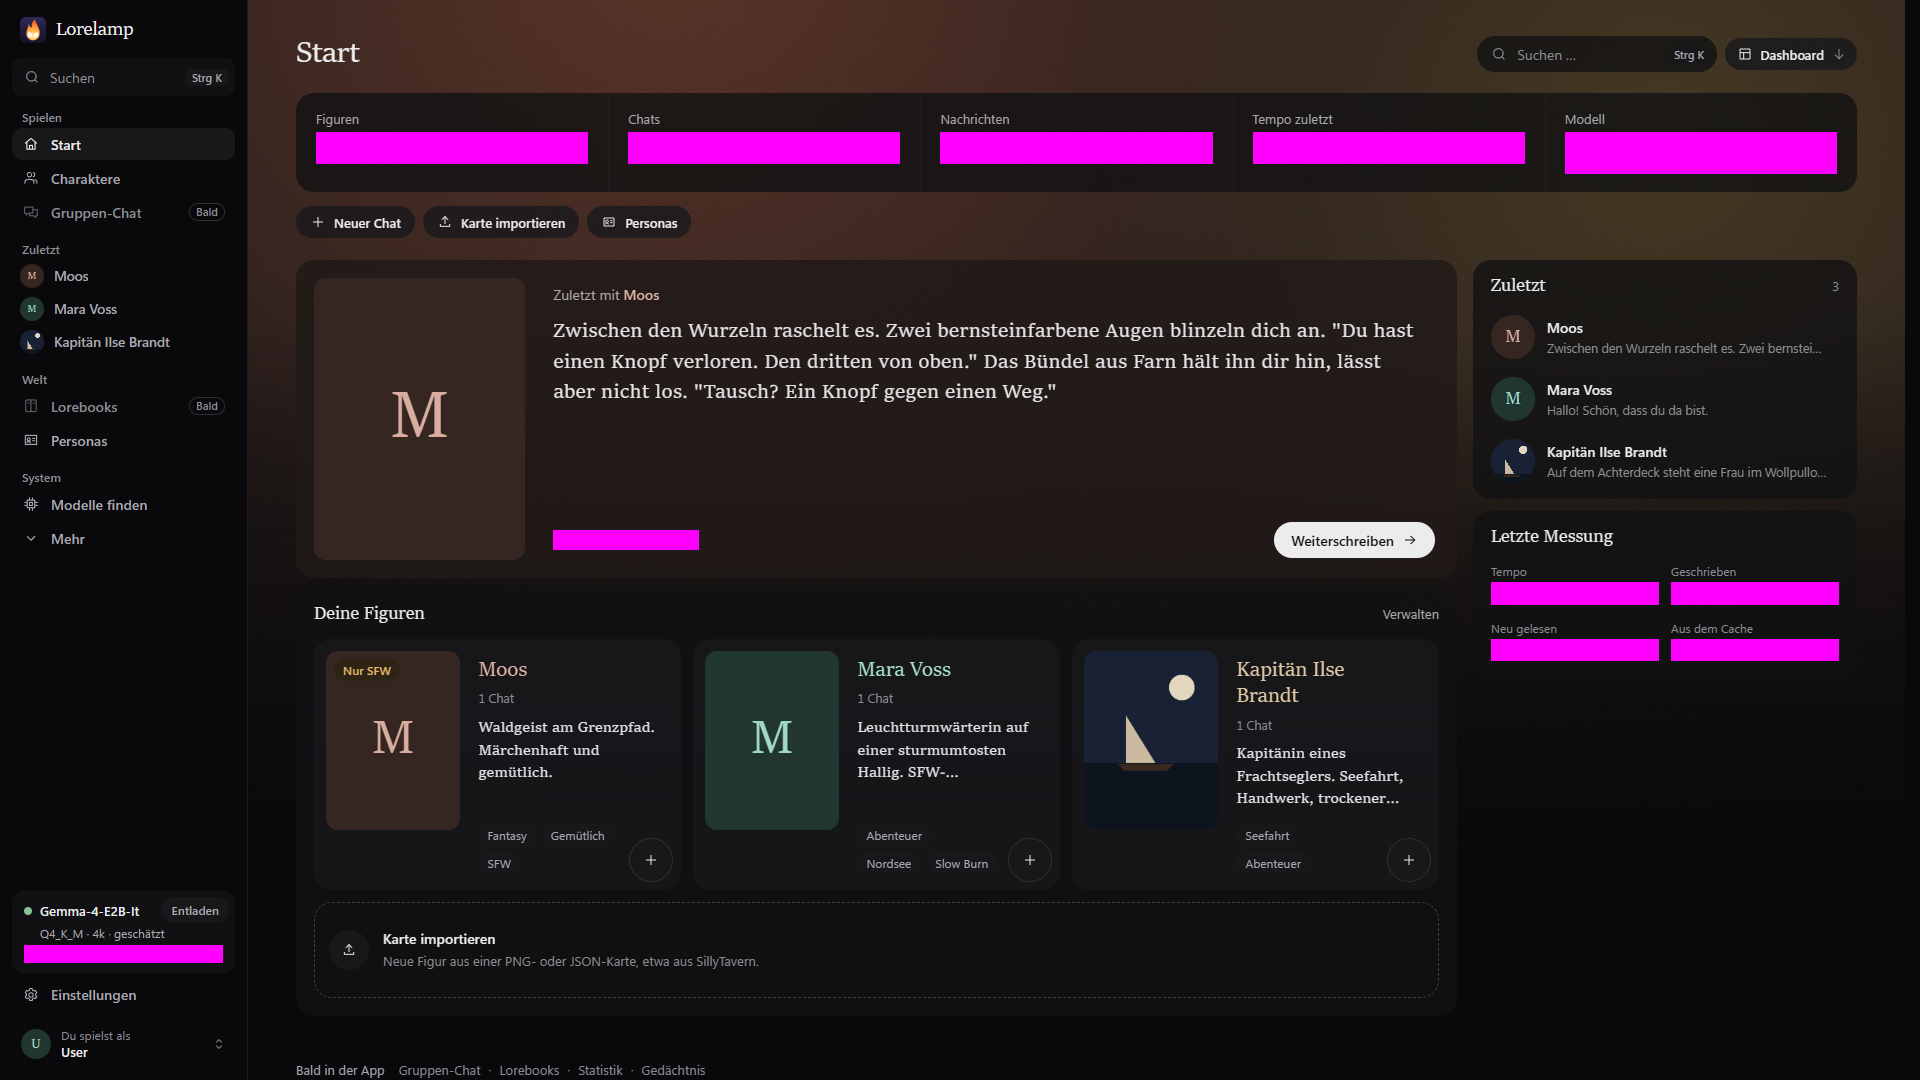 Lorelamp
Suchen
Strg K
Spielen
Start
Charaktere
Gruppen-Chat
Bald
Zuletzt
M
Moos
M
Mara Voss
Kapitän Ilse Brandt
Welt
Lorebooks
Bald
Personas
System
Modelle finden
Mehr
Gemma-4-E2B-It
Entladen
Q4_K_M · 4k · geschätzt
Einstellungen
U
Du spielst als
User
Start
Suchen ...
Strg K
Dashboard
Figuren
Chats
Nachrichten
Tempo zuletzt
Modell
Neuer Chat
Karte importieren
Personas
M
Zuletzt mit Moos
Zwischen den Wurzeln raschelt es. Zwei bernsteinfarbene Augen blinzeln dich an. "Du hast
einen Knopf verloren. Den dritten von oben." Das Bündel aus Farn hält ihn dir hin, lässt
aber nicht los. "Tausch? Ein Knopf gegen einen Weg."
Weiterschreiben
Zuletzt
3
M
Moos
Zwischen den Wurzeln raschelt es. Zwei bernstei...
M
Mara Voss
Hallo! Schön, dass du da bist.
Kapitän Ilse Brandt
Auf dem Achterdeck steht eine Frau im Wollpullo...
Letzte Messung
Tempo
Geschrieben
Neu gelesen
Aus dem Cache
Deine Figuren
Verwalten
Nur SFW
M
Moos
1 Chat
Waldgeist am Grenzpfad.
Märchenhaft und
gemütlich.
Fantasy
Gemütlich
SFW
M
Mara Voss
1 Chat
Leuchtturmwärterin auf
einer sturmumtosten
Hallig. SFW-...
Abenteuer
Nordsee
Slow Burn
Kapitän Ilse
Brandt
1 Chat
Kapitänin eines
Frachtseglers. Seefahrt,
Handwerk, trockener...
Seefahrt
Abenteuer
Karte importieren
Neue Figur aus einer PNG- oder JSON-Karte, etwa aus SillyTavern.
Bald in der App
Gruppen-Chat · Lorebooks · Statistik · Gedächtnis